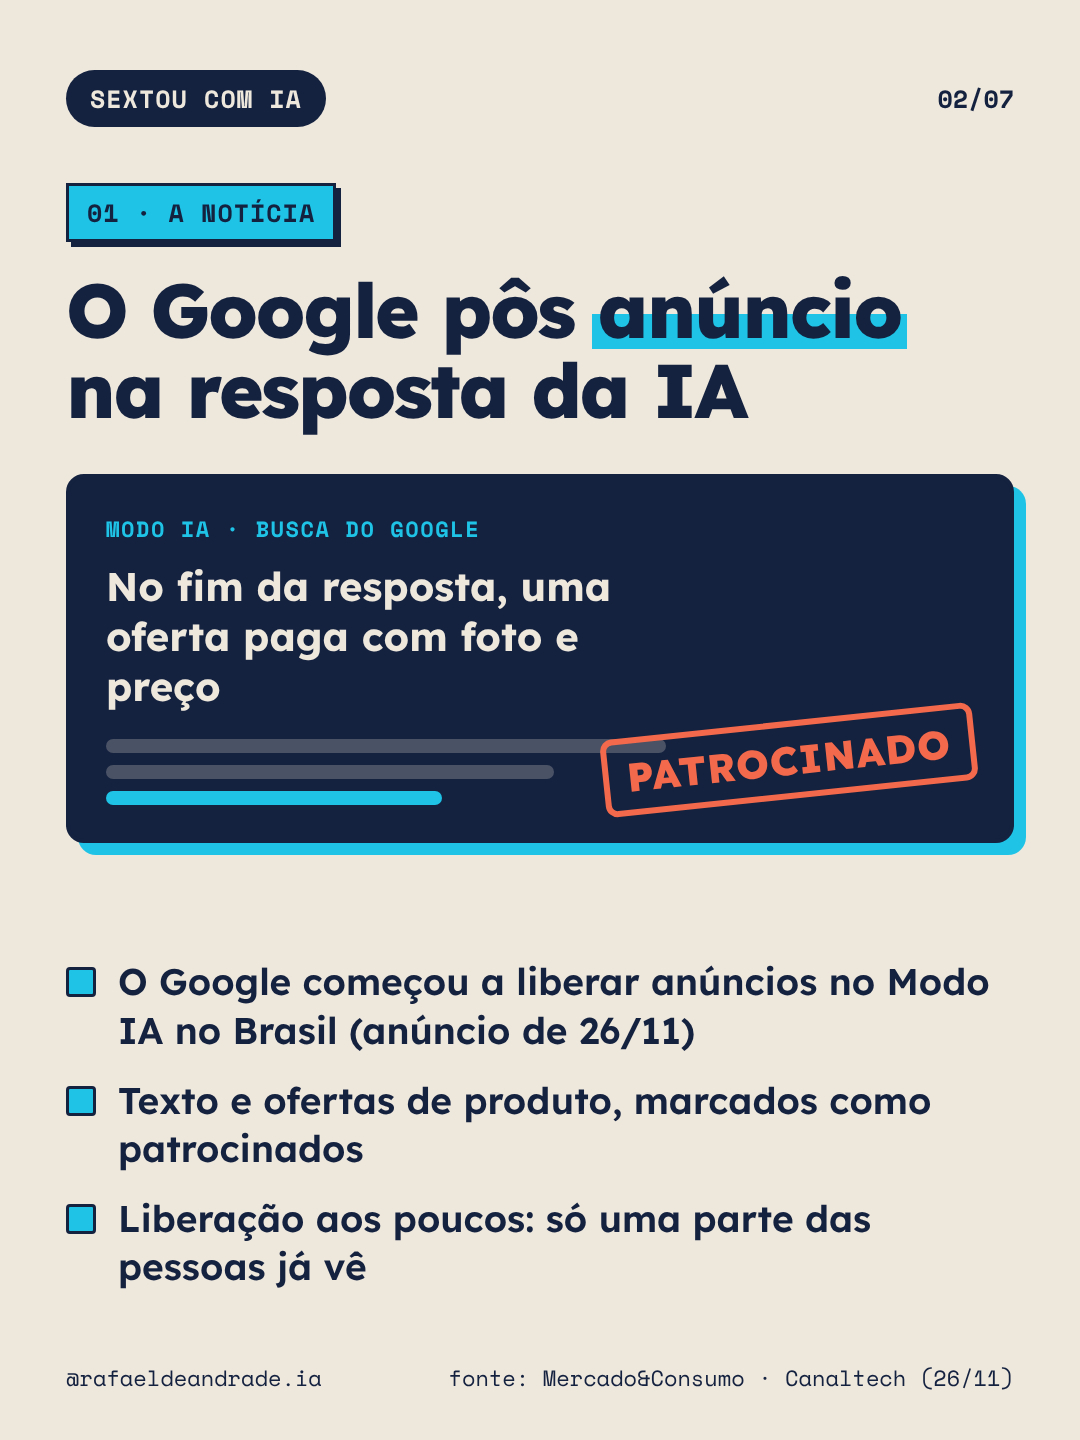 SEXTOU COM IA
02/07
01 · A NOTÍCIA
O Google pôs anúncio
na resposta da IA
MODO IA · BUSCA DO GOOGLE
No fim da resposta, uma
oferta paga com foto e
preço
PATROCINADO
O Google começou a liberar anúncios no Modo
IA no Brasil (anúncio de 26/11)
Texto e ofertas de produto, marcados como
patrocinados
Liberação aos poucos: só uma parte das
pessoas já vê
@rafaeldeandrade.ia
fonte: Mercado&Consumo · Canaltech (26/11)